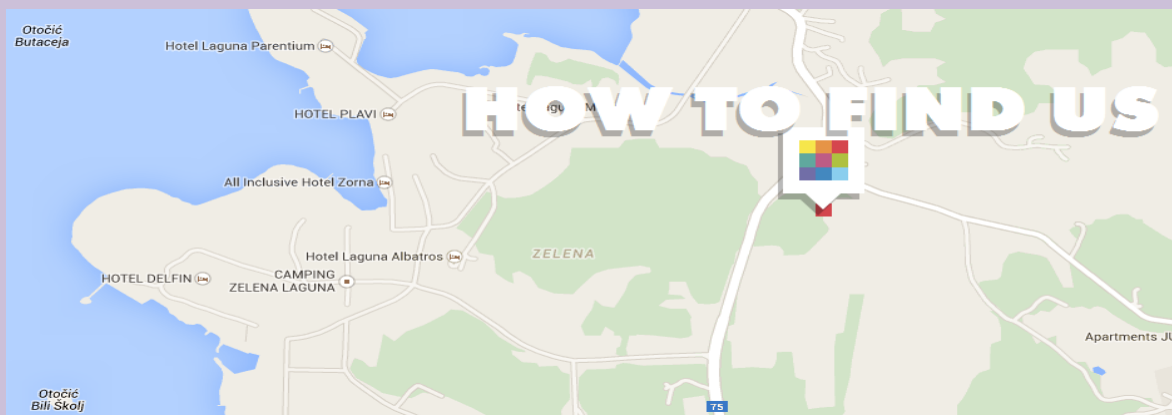 Otočić
Butaceja
Hotel Laguna Parentium
HOTEL PLAVI
HOW TO FIND US
All Inclusive Hotel Zorna
Hotel Laguna Albatros
ZELENA
HOTEL DELFIN
CAMPING
ZELENA LAGUNA
Apartments JU
Otočić
Bili Školj
75